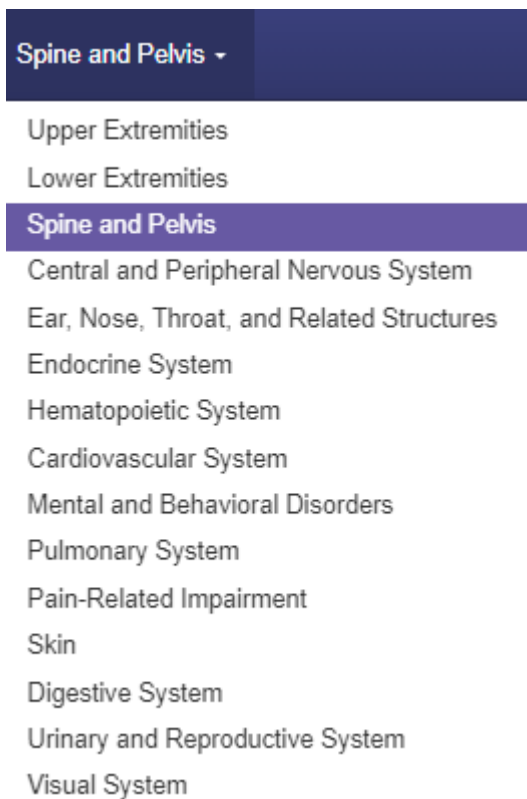 Spine and Pelvis
Upper Extremities
Lower Extremities
Spine and Pelvis
Central and Peripheral Nervous System
Ear, Nose, Throat, and Related Structures
Endocrine System
Hematopoietic System
Cardiovascular System
Mental and Behavioral Disorders
Pulmonary System
Pain-Related Impairment
Skin
Digestive System
Urinary and Reproductive System
Visual System